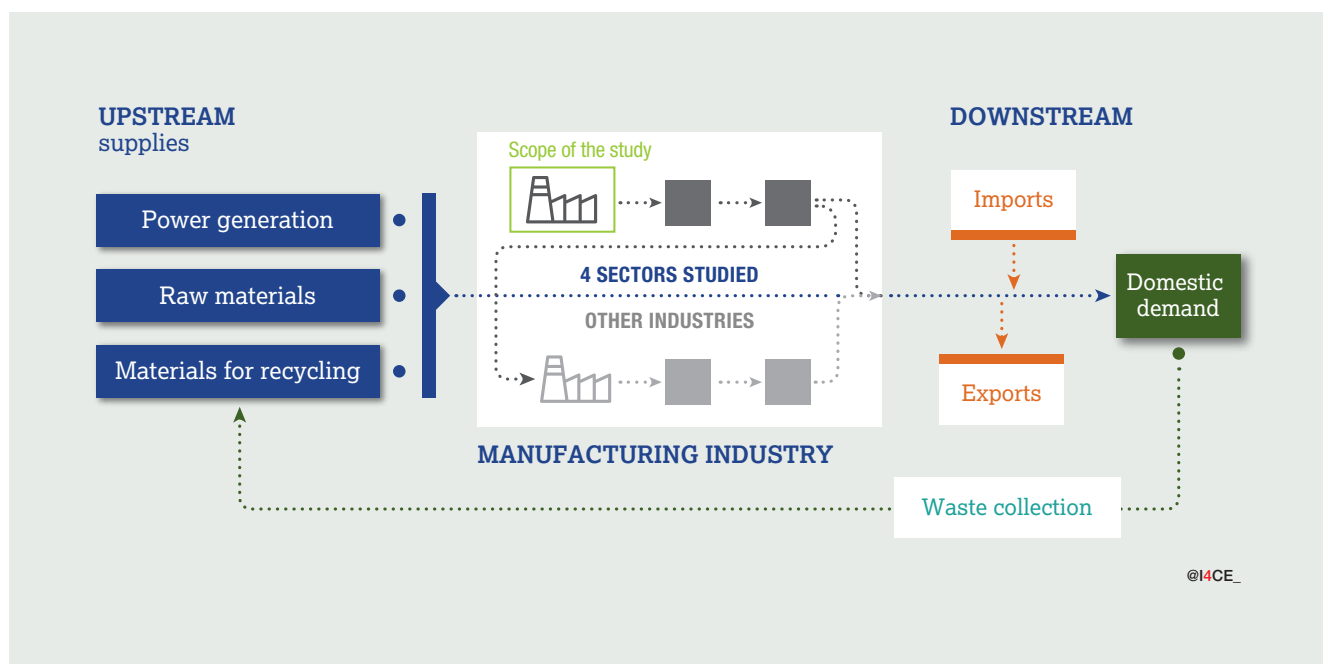 UPSTREAM
supplies
Power generation
Raw materials
Materials for recycling
Scope of the study
4 SECTORS STUDIED
OTHER INDUSTRIES
MANUFACTURING INDUSTRY
DOWNSTREAM
Imports
Domestic
demand
Exports
Waste collection
@I4CE_